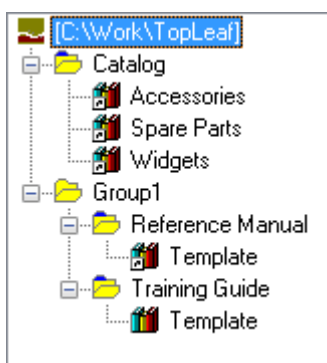 [C:\Work\TopLeaf]
Catalog
Accessories
Spare Parts
Widgets
Group1
Reference Manual
Template
Training Guide
Template